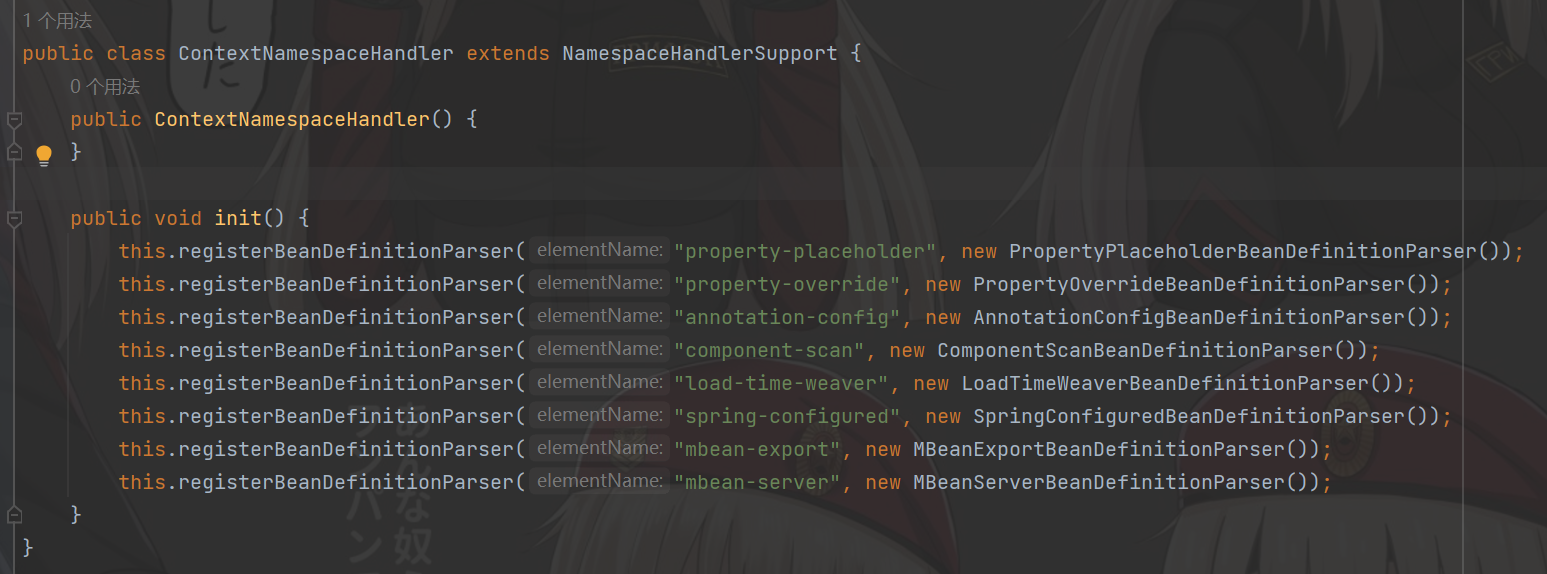 1 个用法
public class ContextNamespaceHandler extends NamespaceHandlerSupport {
0 个用法
public ContextNamespaceHandler() {
}
public void init() {
this.registerBeanDefinitionParser( elementName: "property-placeholder", new PropertyPlaceholderBeanDefinitionParser());
this.registerBeanDefinitionParser( elementName: "property-override", new PropertyOverrideBeanDefinitionParser());
this.registerBeanDefinitionParser( elementName: "annotation-config", new AnnotationConfigBeanDefinitionParser());
this.registerBeanDefinitionParser( elementName: "component-scan", new ComponentScanBeanDefinitionParser());
this.registerBeanDefinitionParser( elementName: "load-time-weaver", new LoadTimeWeaverBeanDefinitionParser());
this.registerBeanDefinitionParser( elementName: "spring-configured", new SpringConfiguredBeanDefinitionParser());
this.registerBeanDefinitionParser( elementName: "mbean-export", new MBeanExportBeanDefinitionParser());
this.registerBeanDefinitionParser( elementName: "mbean-server", new MBeanServerBeanDefinitionParser());
}
}